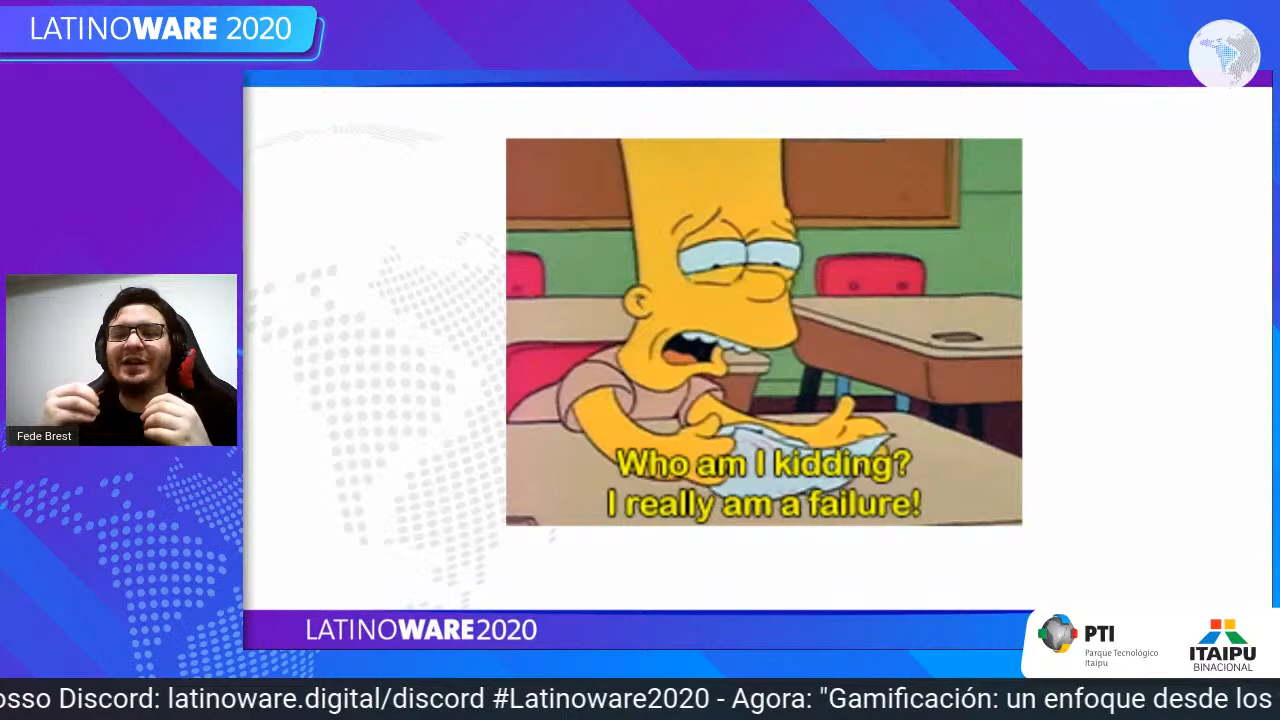 LATINOWARE 2020
Who am I kidding?
I really am a failure!
Fede Brest
LATINOWARE2020
PTI
Parque Tecnológico
Itaipu
ITAIPU
BINACIONAL
osso Discord: latinoware.digital/discord #Latinoware2020 - Agora: "Gamificación: un enfoque desde los